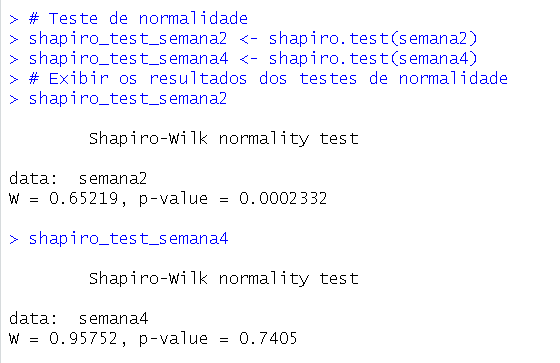 > # Teste de normalidade
> shapiro_test_semana2 <- shapiro.test(semana2)
> shapiro_test_semana4 <- shapiro.test(semana4)
> # Exibir os resultados dos testes de normalidade
> shapiro_test_semana2
Shapiro-Wilk normality test
data:  semana2
W = 0.65219, p-value = 0.0002332
> shapiro_test_semana4
Shapiro-Wilk normality test
data:  semana4
W = 0.95752, p-value = 0.7405